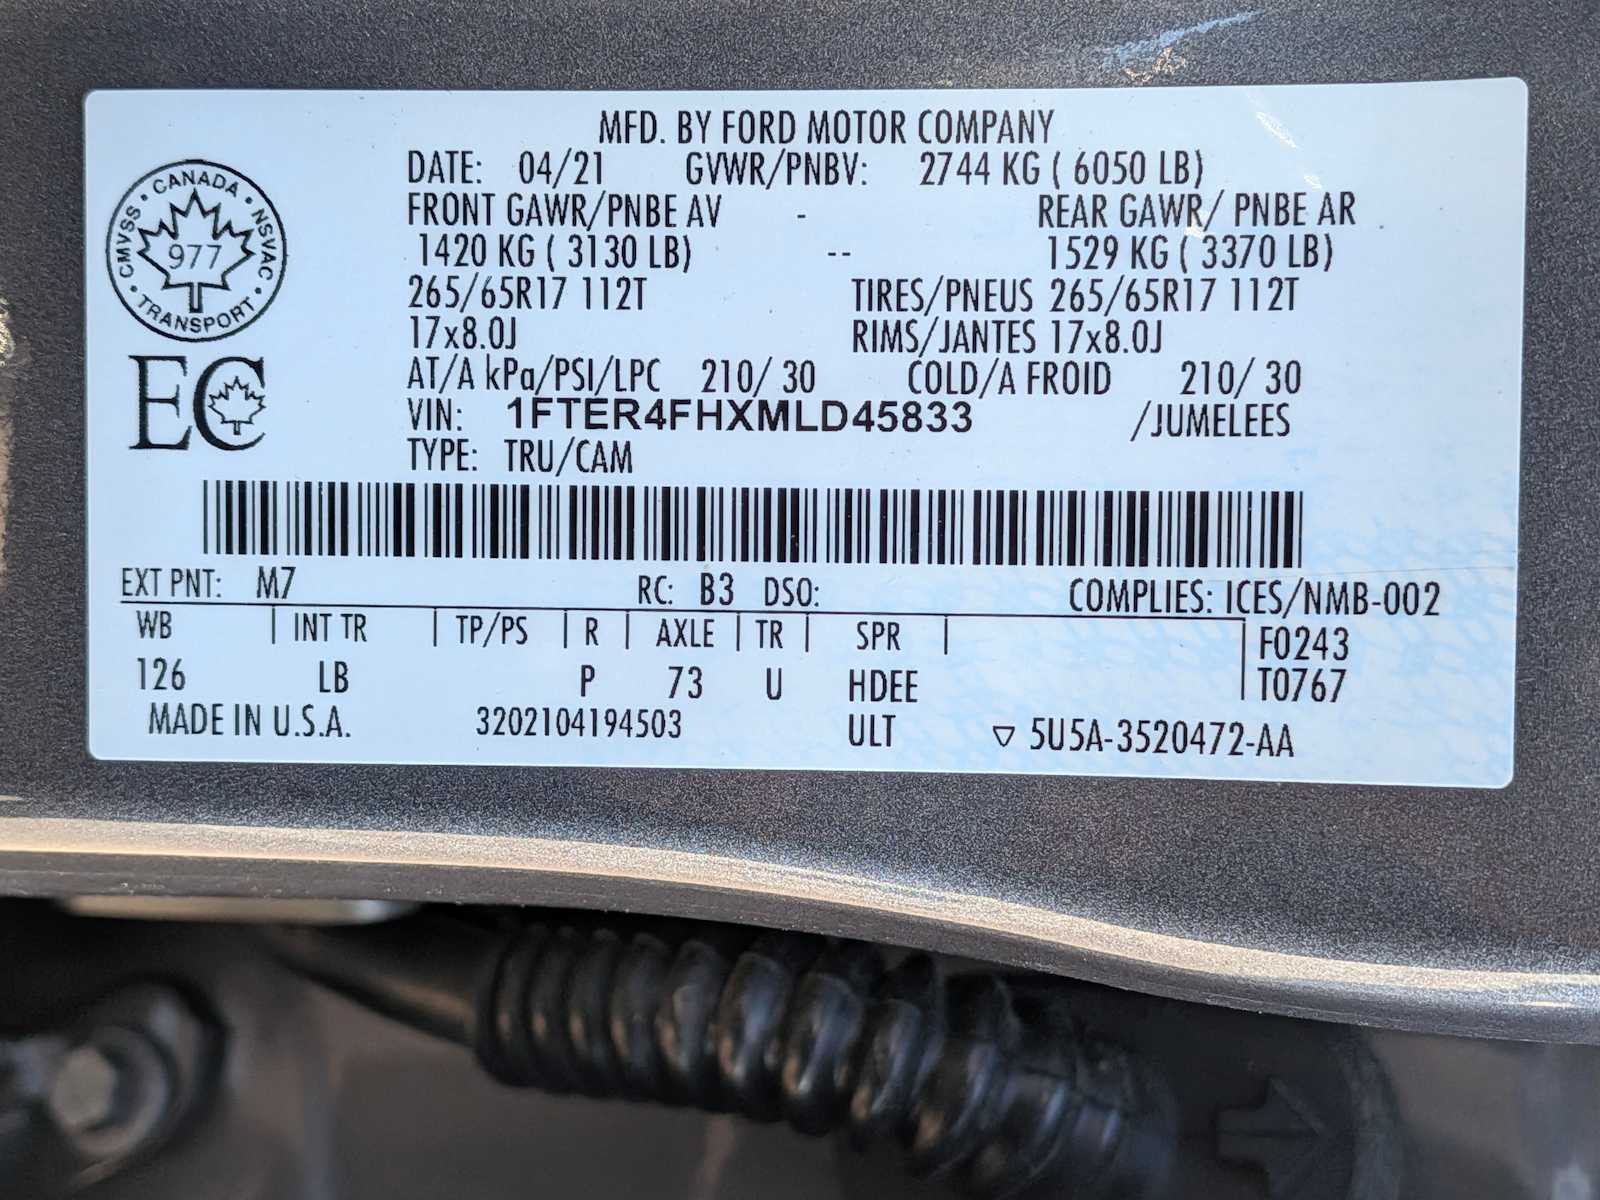 MFD. BY FORD MOTOR COMPANY
DATE: 04/21 GVWR/PNBV: 2744 KG ( 6050 LB)
FRONT GAWR/PNBE AV - REAR GAWR/ PNBE AR
1420 KG ( 3130 LB) -- 1529 KG ( 3370 LB)
265/65R17 112T TIRES/PNEUS 265/65R17 112T
17x8.0J RIMS/JANTES 17x8.0J
AT/A kPa/PSI/LPC 210/ 30 COLD/A FROID 210/ 30
VIN: 1FTER4FHXMLD45833 /JUMELEES
TYPE: TRU/CAM
CANADA • NSVAC • TRANSPORT • CMVSS •
977
EC
EXT PNT: M7 RC: B3 DSO: COMPLIES: ICES/NMB-002
WB | INT TR | TP/PS | R | AXLE | TR | SPR | F0243
126 LB P 73 U HDEE T0767
MADE IN U.S.A. 3202104194503 ULT ▽ 5U5A-3520472-AA